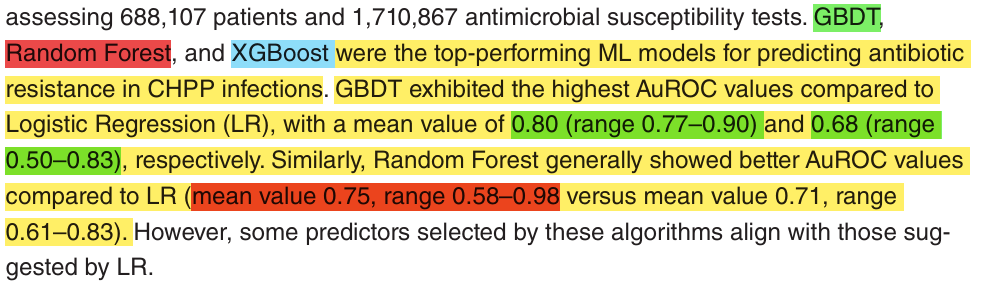 assessing 688,107 patients and 1,710,867 antimicrobial susceptibility tests. GBDT,
Random Forest, and XGBoost were the top-performing ML models for predicting antibiotic
resistance in CHPP infections. GBDT exhibited the highest AuROC values compared to
Logistic Regression (LR), with a mean value of 0.80 (range 0.77–0.90) and 0.68 (range
0.50–0.83), respectively. Similarly, Random Forest generally showed better AuROC values
compared to LR (mean value 0.75, range 0.58–0.98 versus mean value 0.71, range
0.61–0.83). However, some predictors selected by these algorithms align with those sug-
gested by LR.